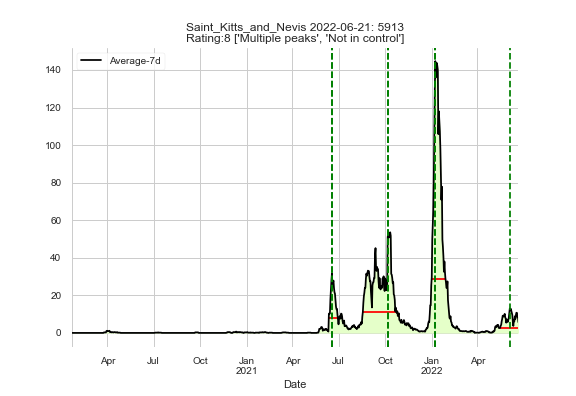 Saint_Kitts_and_Nevis 2022-06-21: 5913
Rating:8 ['Multiple peaks', 'Not in control']
Average-7d
140
120
100
80
60
40
20
0
Apr Jul Oct Jan Apr Jul Oct Jan Apr
2021 2022
Date